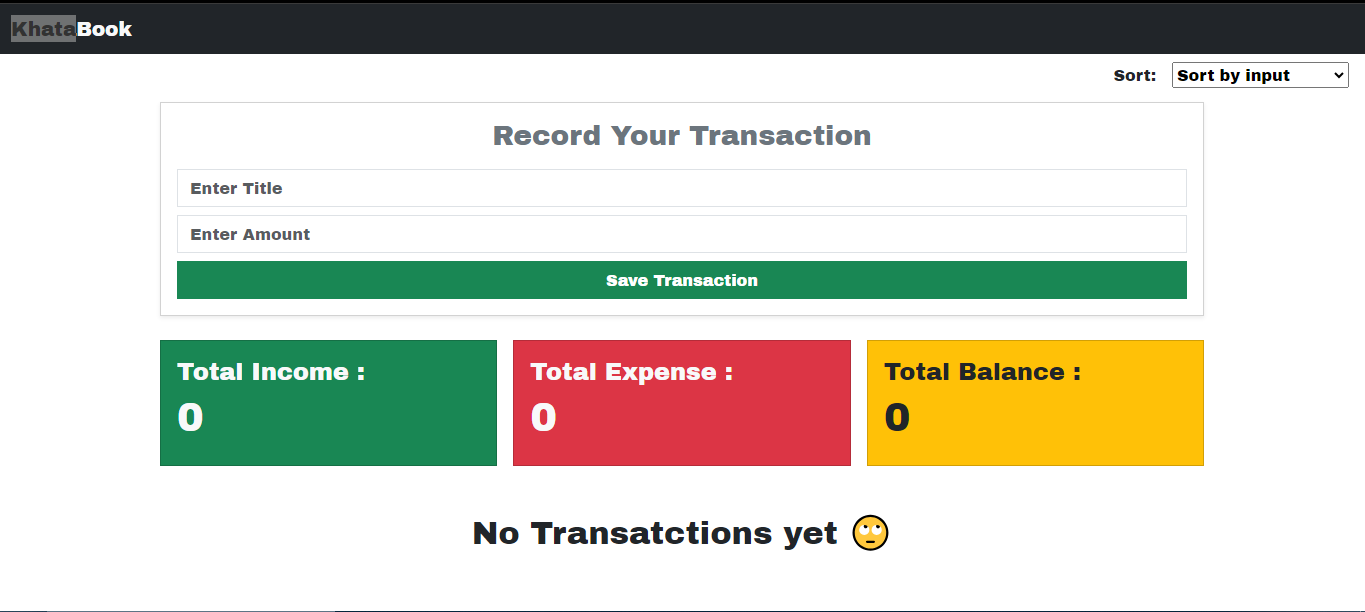 KhataBook
Sort: Sort by input
Record Your Transaction
Enter Title
Enter Amount
Save Transaction
Total Income :
0
Total Expense :
0
Total Balance :
0
No Transatctions yet 🙄